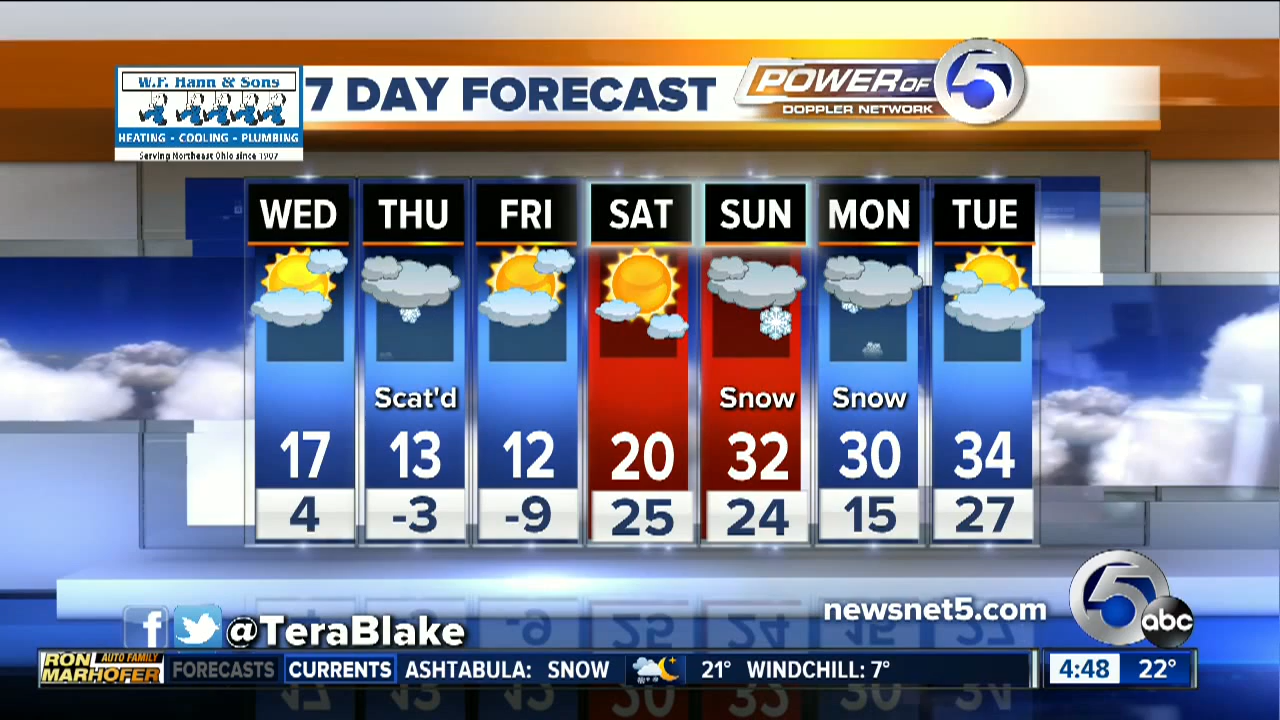 W.F. Hann & Sons
HEATING - COOLING - PLUMBING
Serving Northeast Ohio since 1907
7 DAY FORECAST
POWER OF 5
DOPPLER NETWORK
WED THU FRI SAT SUN MON TUE
Scat'd Snow Snow
17 13 12 20 32 30 34
4 -3 -9 25 24 15 27
f @TeraBlake
newsnet5.com
5 abc
RON MARHOFER AUTO FAMILY
FORECASTS CURRENTS ASHTABULA: SNOW 21° WINDCHILL: 7° 4:48 22°